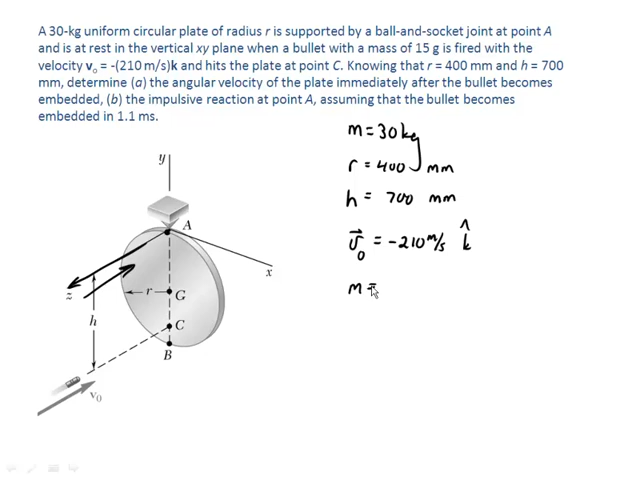 A 30-kg uniform circular plate of radius r is supported by a ball-and-socket joint at point A
and is at rest in the vertical xy plane when a bullet with a mass of 15 g is fired with the
velocity v₀ = -(210 m/s)k and hits the plate at point C. Knowing that r = 400 mm and h = 700
mm, determine (a) the angular velocity of the plate immediately after the bullet becomes
embedded, (b) the impulsive reaction at point A, assuming that the bullet becomes
embedded in 1.1 ms.
m = 30 kg
r = 400 mm
h = 700 mm
v⃗₀ = -210 m/s k̂
m =
y
A
x
z
r
G
h
C
B
v₀